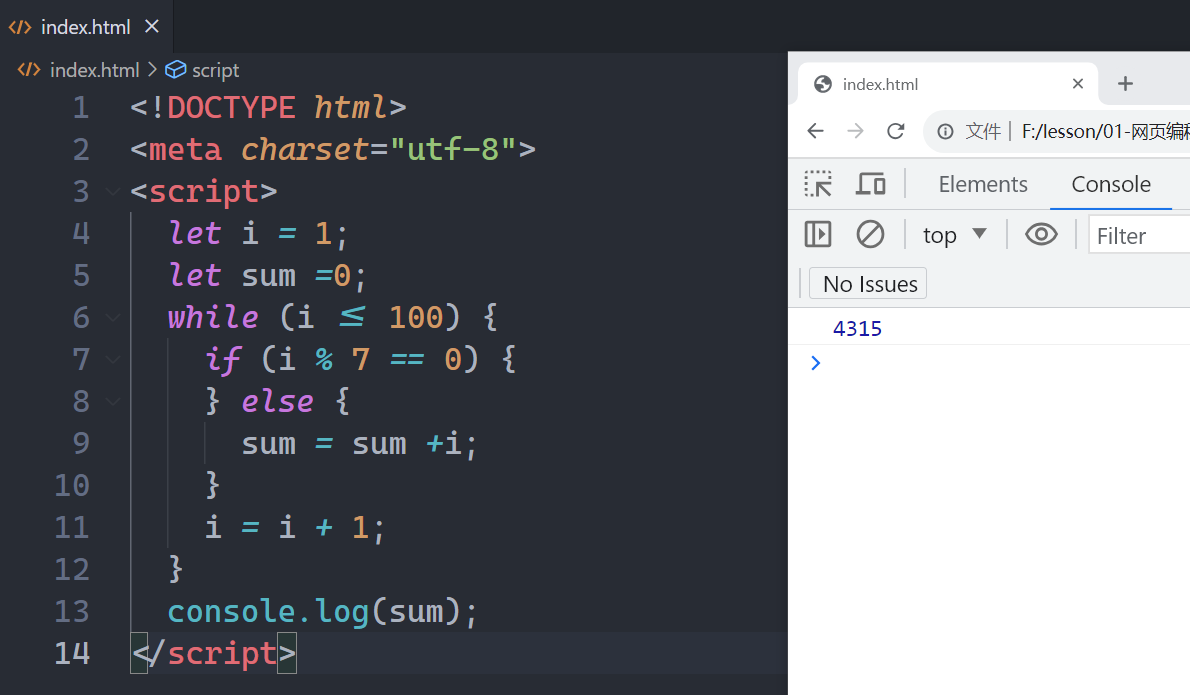 index.html
index.html > script
1 <!DOCTYPE html>
2 <meta charset="utf-8">
3 <script>
4 let i = 1;
5 let sum =0;
6 while (i <= 100) {
7 if (i % 7 == 0) {
8 } else {
9 sum = sum +i;
10 }
11 i = i + 1;
12 }
13 console.log(sum);
14 </script>
index.html
文件 | F:/lesson/01-网页编程
Elements Console
top Filter
No Issues
4315